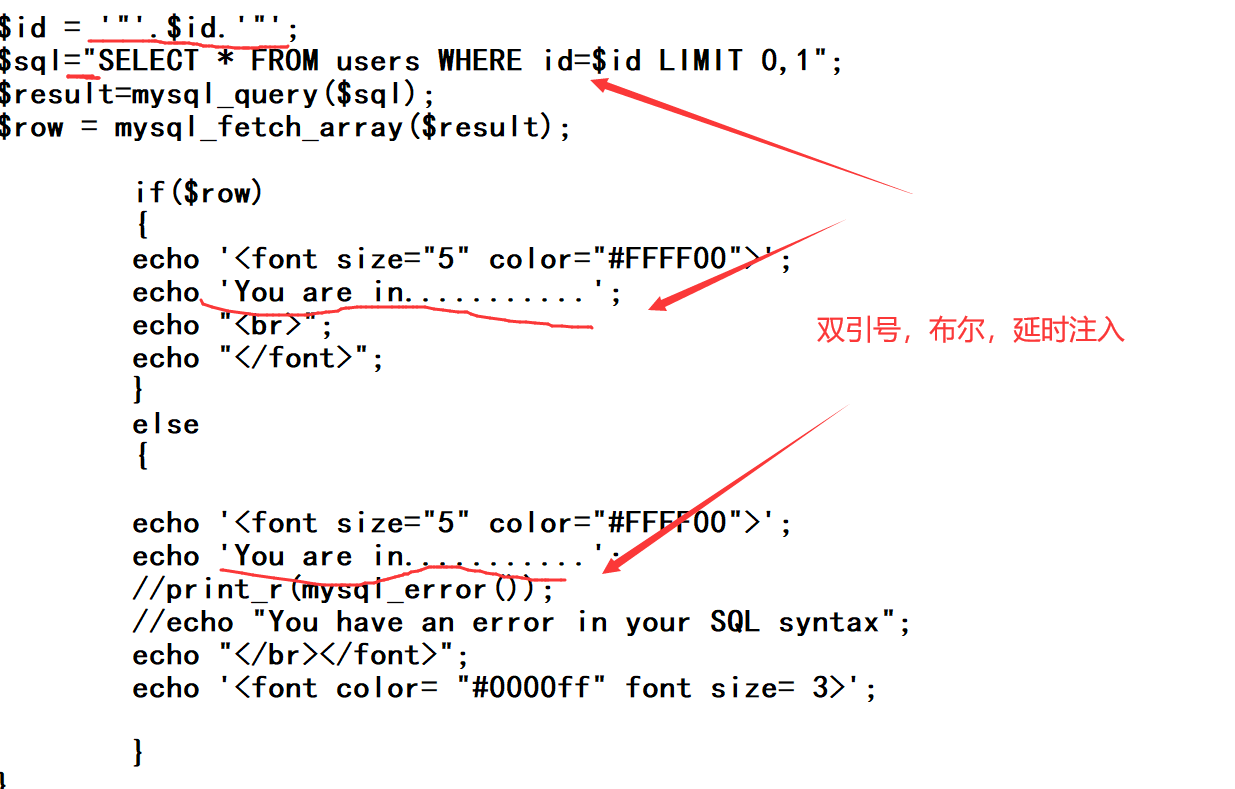 $id = '"'.$id.'"';
$sql="SELECT * FROM users WHERE id=$id LIMIT 0,1";
$result=mysql_query($sql);
$row = mysql_fetch_array($result);
if($row)
{
echo '<font size="5" color="#FFFF00">';
echo 'You are in...........';
echo "<br>";
echo "</font>";
}
else
{
双引号，布尔，延时注入
echo '<font size="5" color="#FFFF00">';
echo 'You are in...........';
//print_r(mysql_error());
//echo "You have an error in your SQL syntax";
echo "</br></font>";
echo '<font color= "#0000ff" font size= 3>';
}
}